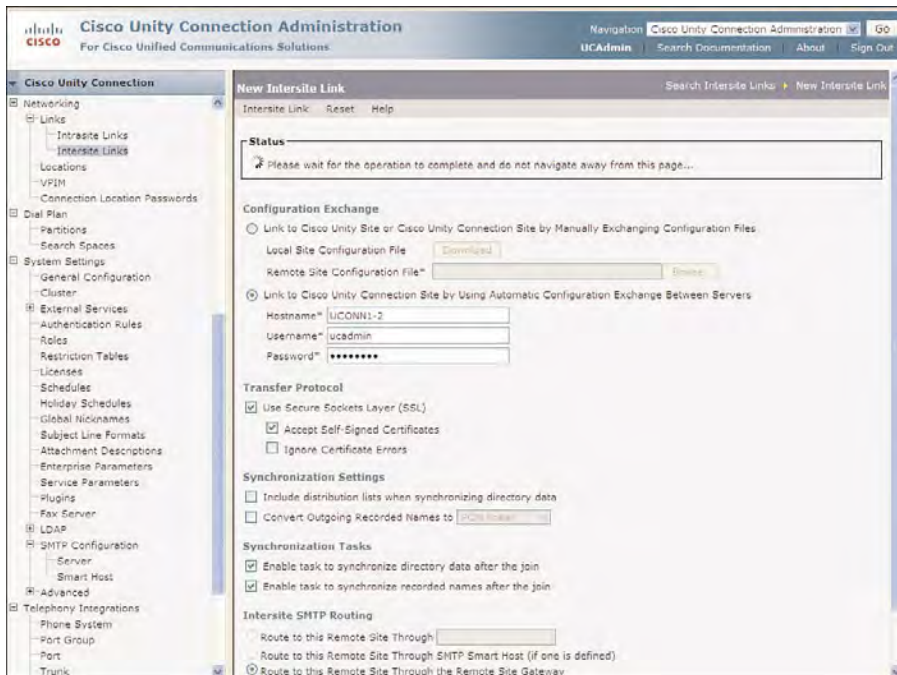 Cisco Unity Connection Administration
For Cisco Unified Communications Solutions
CISCO
Navigation Cisco Unity Connection Administration Go
UCAdmin Search Documentation About Sign Out
Cisco Unity Connection
Networking
Links
Intrasite Links
Intersite Links
Locations
VPIM
Connection Location Passwords
Dial Plan
Partitions
Search Spaces
System Settings
General Configuration
Cluster
External Services
Authentication Rules
Roles
Restriction Tables
Licenses
Schedules
Holiday Schedules
Global Nicknames
Subject Line Formats
Attachment Descriptions
Enterprise Parameters
Service Parameters
Plugins
Fax Server
LDAP
SMTP Configuration
Server
Smart Host
Advanced
Telephony Integrations
Phone System
Port Group
Port
Trunk
New Intersite Link
Search Intersite Links New Intersite Link
Intersite Link Reset Help
Status
Please wait for the operation to complete and do not navigate away from this page...
Configuration Exchange
Link to Cisco Unity Site or Cisco Unity Connection Site by Manually Exchanging Configuration Files
Local Site Configuration File Download
Remote Site Configuration File* Browse...
Link to Cisco Unity Connection Site by Using Automatic Configuration Exchange Between Servers
Hostname* UCONN1-2
Username* ucadmin
Password* ••••••••
Transfer Protocol
Use Secure Sockets Layer (SSL)
Accept Self-Signed Certificates
Ignore Certificate Errors
Synchronization Settings
Include distribution lists when synchronizing directory data
Convert Outgoing Recorded Names to
Synchronization Tasks
Enable task to synchronize directory data after the join
Enable task to synchronize recorded names after the join
Intersite SMTP Routing
Route to this Remote Site Through
Route to this Remote Site Through SMTP Smart Host (if one is defined)
Route to this Remote Site Through the Remote Site Gateway